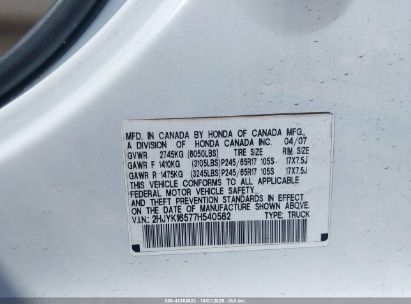 MFD. IN CANADA BY HONDA OF CANADA MFG.,
A DIVISION OF HONDA CANADA INC. 04/07
GVWR 2745KG (6050LBS) TIRE SIZE RIM SIZE
GAWR F 1410KG (3105LBS) P245/65R17 105S 17X7.5J
GAWR R 1475KG (3245LBS) P245/65R17 105S 17X7.5J
THIS VEHICLE CONFORMS TO ALL APPLICABLE
FEDERAL MOTOR VEHICLE SAFETY AND
THEFT PREVENTION STANDARDS IN EFFECT
ON THE DATE OF MANUFACTURE SHOWN ABOVE.
V.I.N.: 2HJYK16577H540582 TYPE: TRUCK